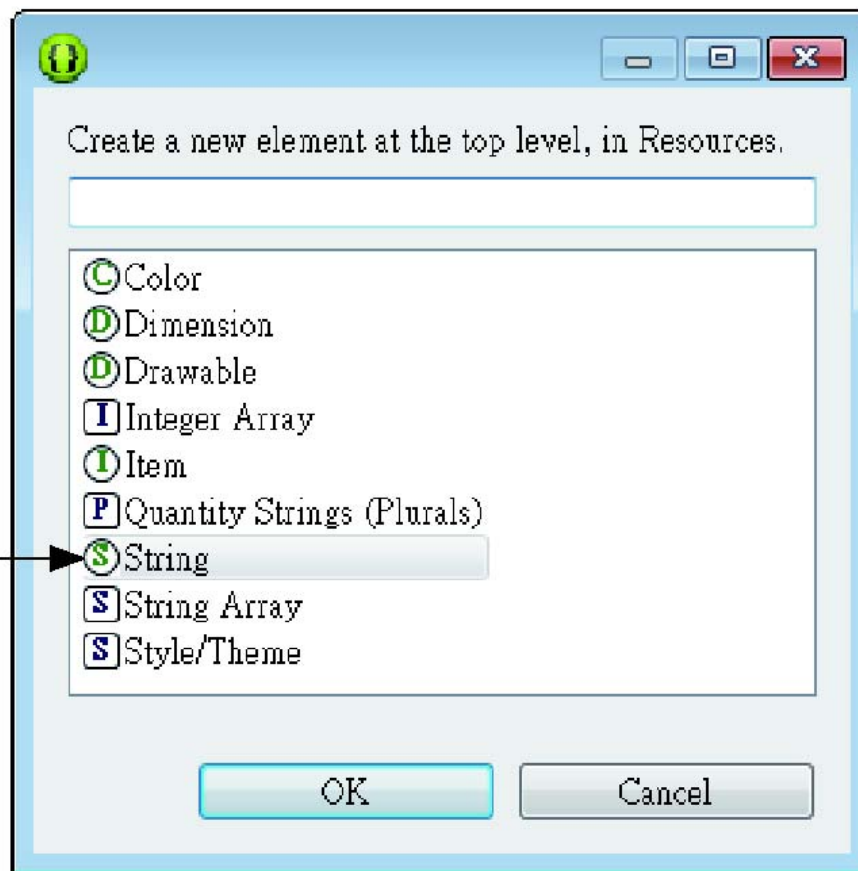 Create a new element at the top level, in Resources.
C Color
D Dimension
D Drawable
I Integer Array
I Item
P Quantity Strings (Plurals)
S String
S String Array
S Style/Theme
OK Cancel